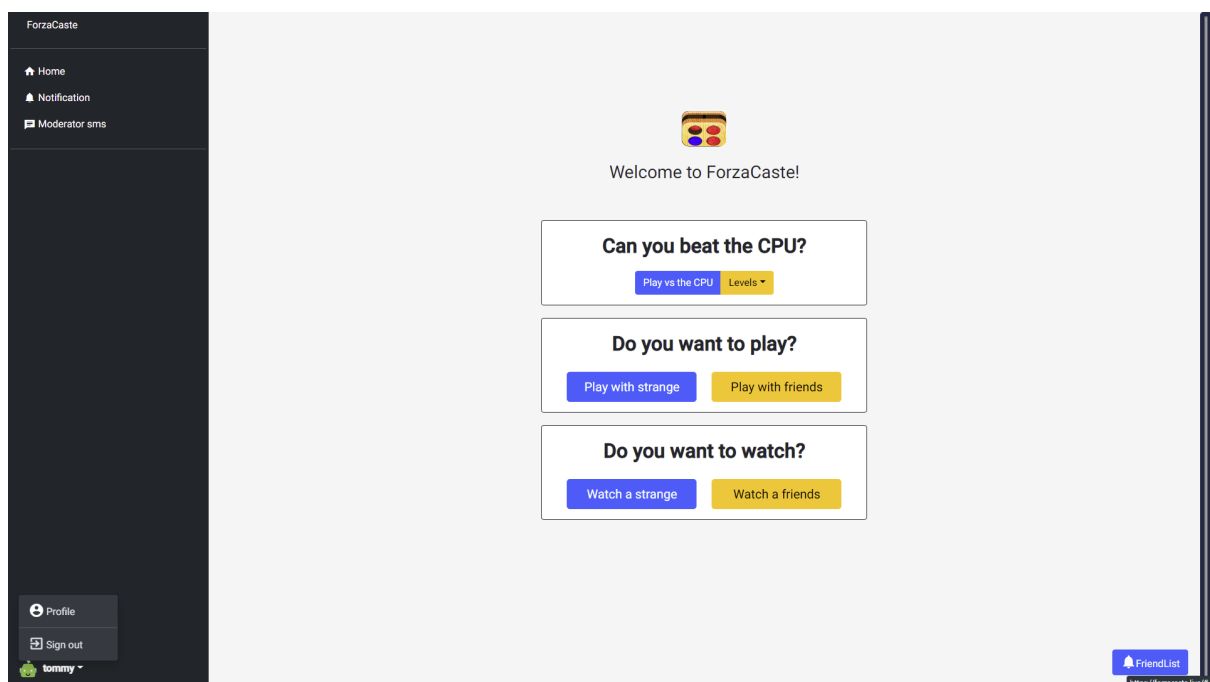 ForzaCaste
Home
Notification
Moderator sms
Welcome to ForzaCaste!
Can you beat the CPU?
Play vs the CPU Levels
Do you want to play?
Play with strange Play with friends
Do you want to watch?
Watch a strange Watch a friends
Profile
Sign out
tommy
FriendList